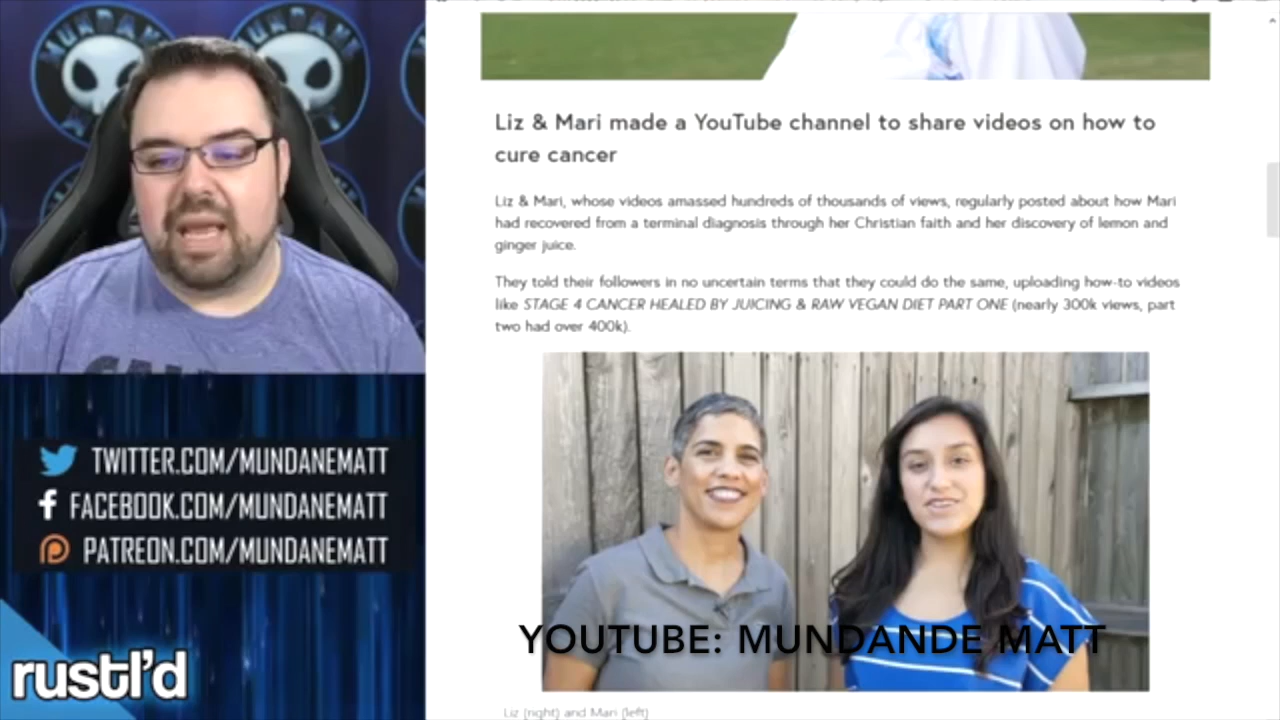 MUNDANE
MUNDANE
TWITTER.COM/MUNDANEMATT
FACEBOOK.COM/MUNDANEMATT
PATREON.COM/MUNDANEMATT
rustl'd
Liz & Mari made a YouTube channel to share videos on how to
cure cancer
Liz & Mari, whose videos amassed hundreds of thousands of views, regularly posted about how Mari
had recovered from a terminal diagnosis through her Christian faith and her discovery of lemon and
ginger juice.
They told their followers in no uncertain terms that they could do the same, uploading how-to videos
like STAGE 4 CANCER HEALED BY JUICING & RAW VEGAN DIET PART ONE (nearly 300k views, part
two had over 400k).
YOUTUBE: MUNDANDE MATT
Liz (right) and Mari (left)